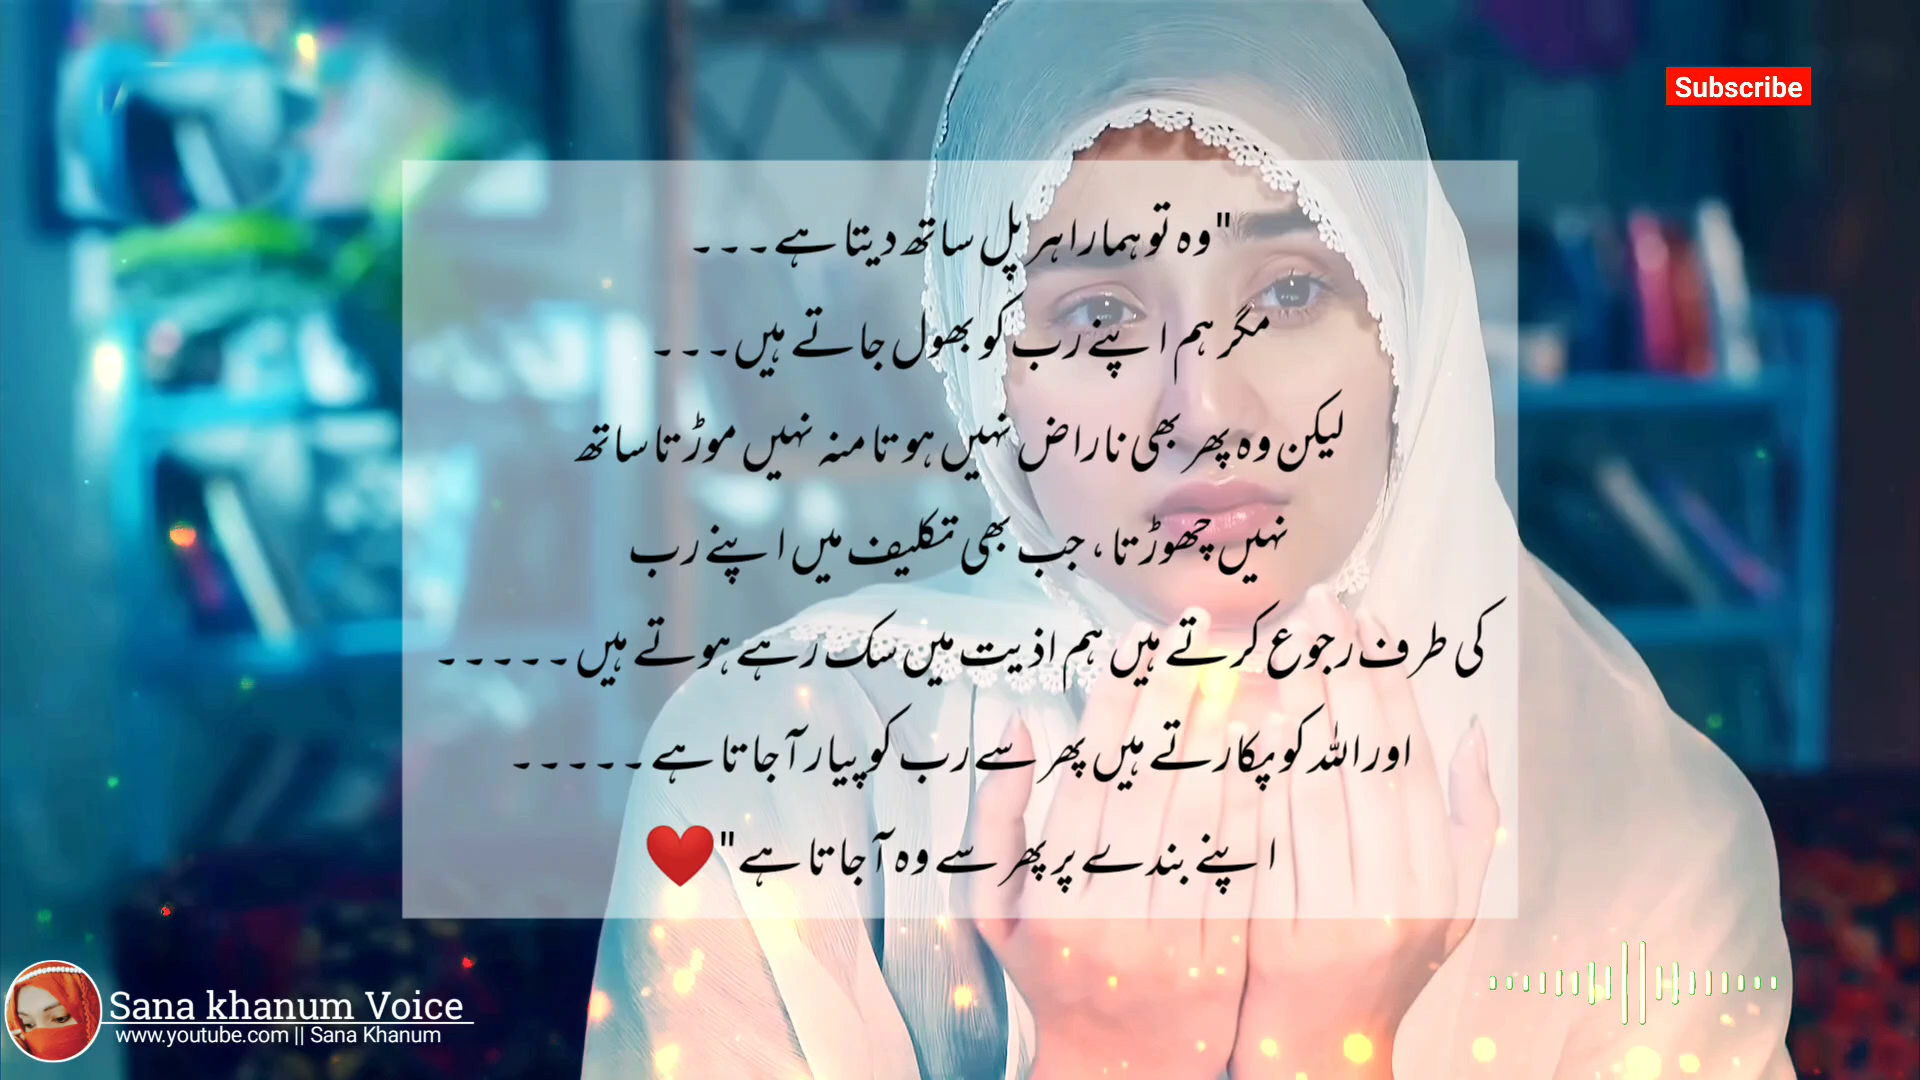 Subscribe
"وہ تو ہمارا ہر پل ساتھ دیتا ہے۔۔۔
مگر ہم اپنے رب کو بھول جاتے ہیں۔۔۔
لیکن وہ پھر بھی ناراض نہیں ہوتا منہ نہیں موڑتا ساتھ
نہیں چھوڑتا، جب بھی تکلیف میں اپنے رب
کی طرف رجوع کرتے ہیں ہم اذیت میں سک رہے ہوتے ہیں۔۔۔۔۔
اور اللہ کو پکارتے ہیں پھر سے رب کو پیار آجاتا ہے۔۔۔۔۔
اپنے بندے پر پھر سے وہ آجاتا ہے"❤️
Sana khanum Voice
www.youtube.com || Sana Khanum